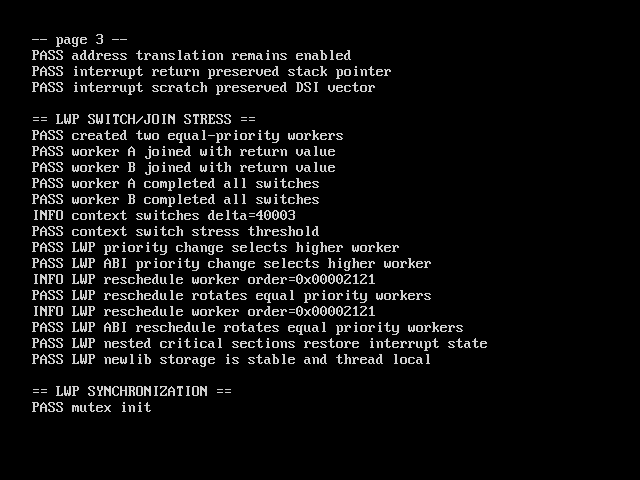 -- page 3 --
PASS address translation remains enabled
PASS interrupt return preserved stack pointer
PASS interrupt scratch preserved DSI vector
== LWP SWITCH/JOIN STRESS ==
PASS created two equal-priority workers
PASS worker A joined with return value
PASS worker B joined with return value
PASS worker A completed all switches
PASS worker B completed all switches
INFO context switches delta=40003
PASS context switch stress threshold
PASS LWP priority change selects higher worker
PASS LWP ABI priority change selects higher worker
INFO LWP reschedule worker order=0x00002121
PASS LWP reschedule rotates equal priority workers
INFO LWP reschedule worker order=0x00002121
PASS LWP ABI reschedule rotates equal priority workers
PASS LWP nested critical sections restore interrupt state
PASS LWP newlib storage is stable and thread local
== LWP SYNCHRONIZATION ==
PASS mutex init